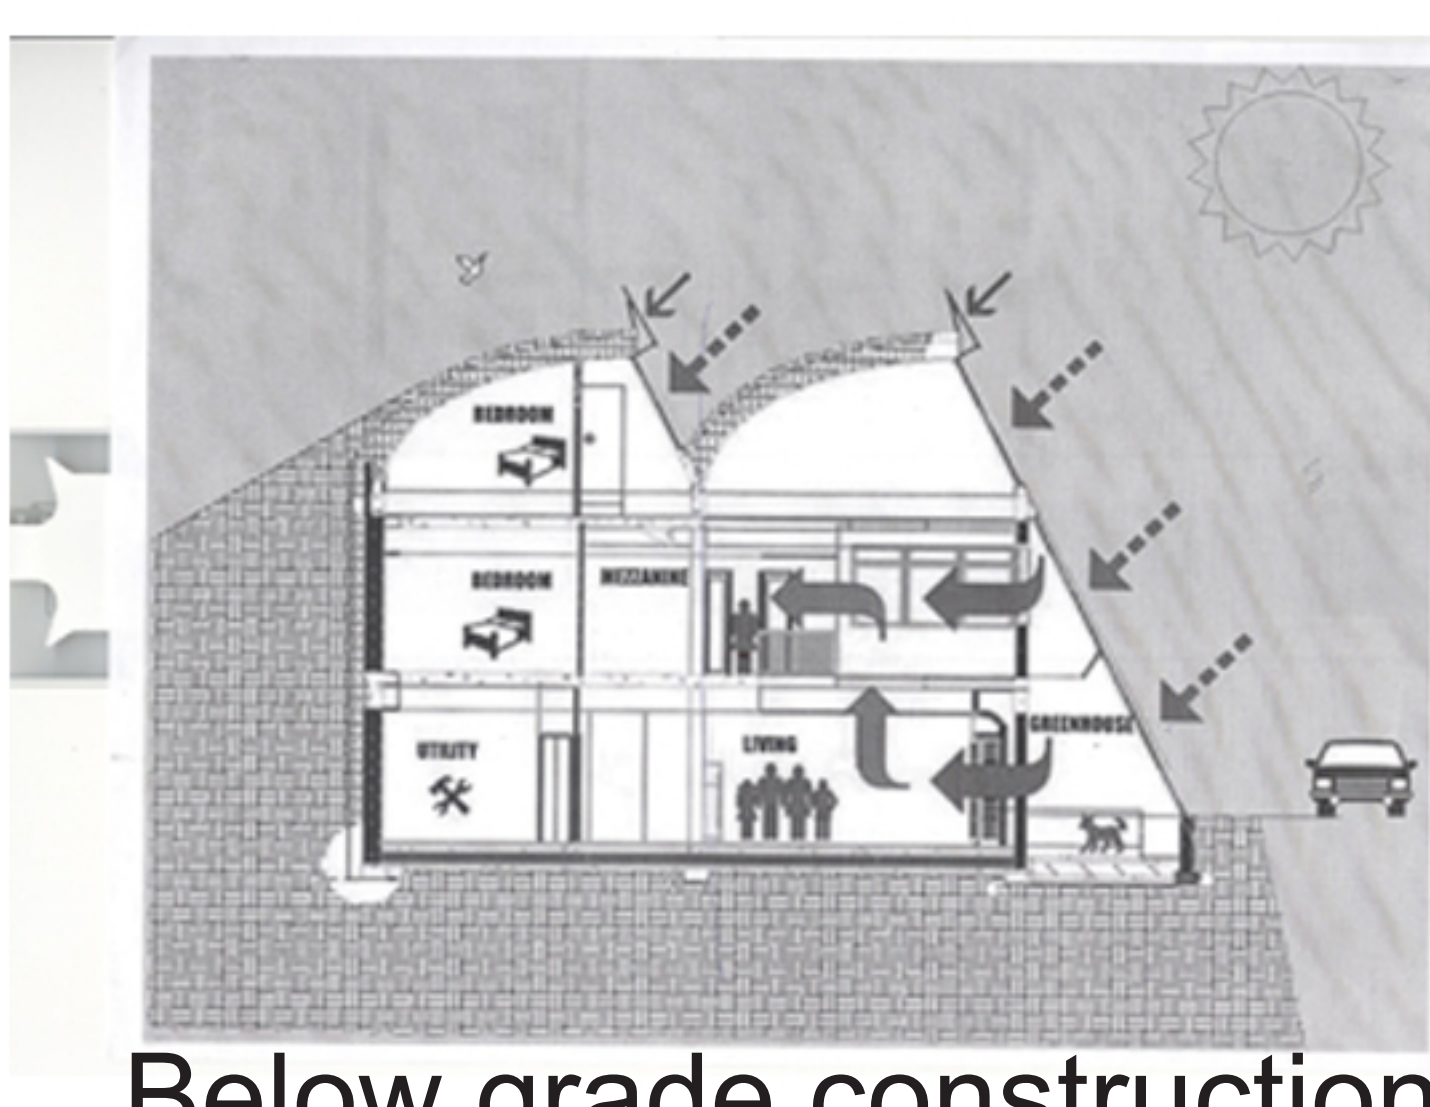 BEDROOM
BEDROOM
MEZZANINE
UTILITY
LIVING
GREENHOUSE
Below grade construction